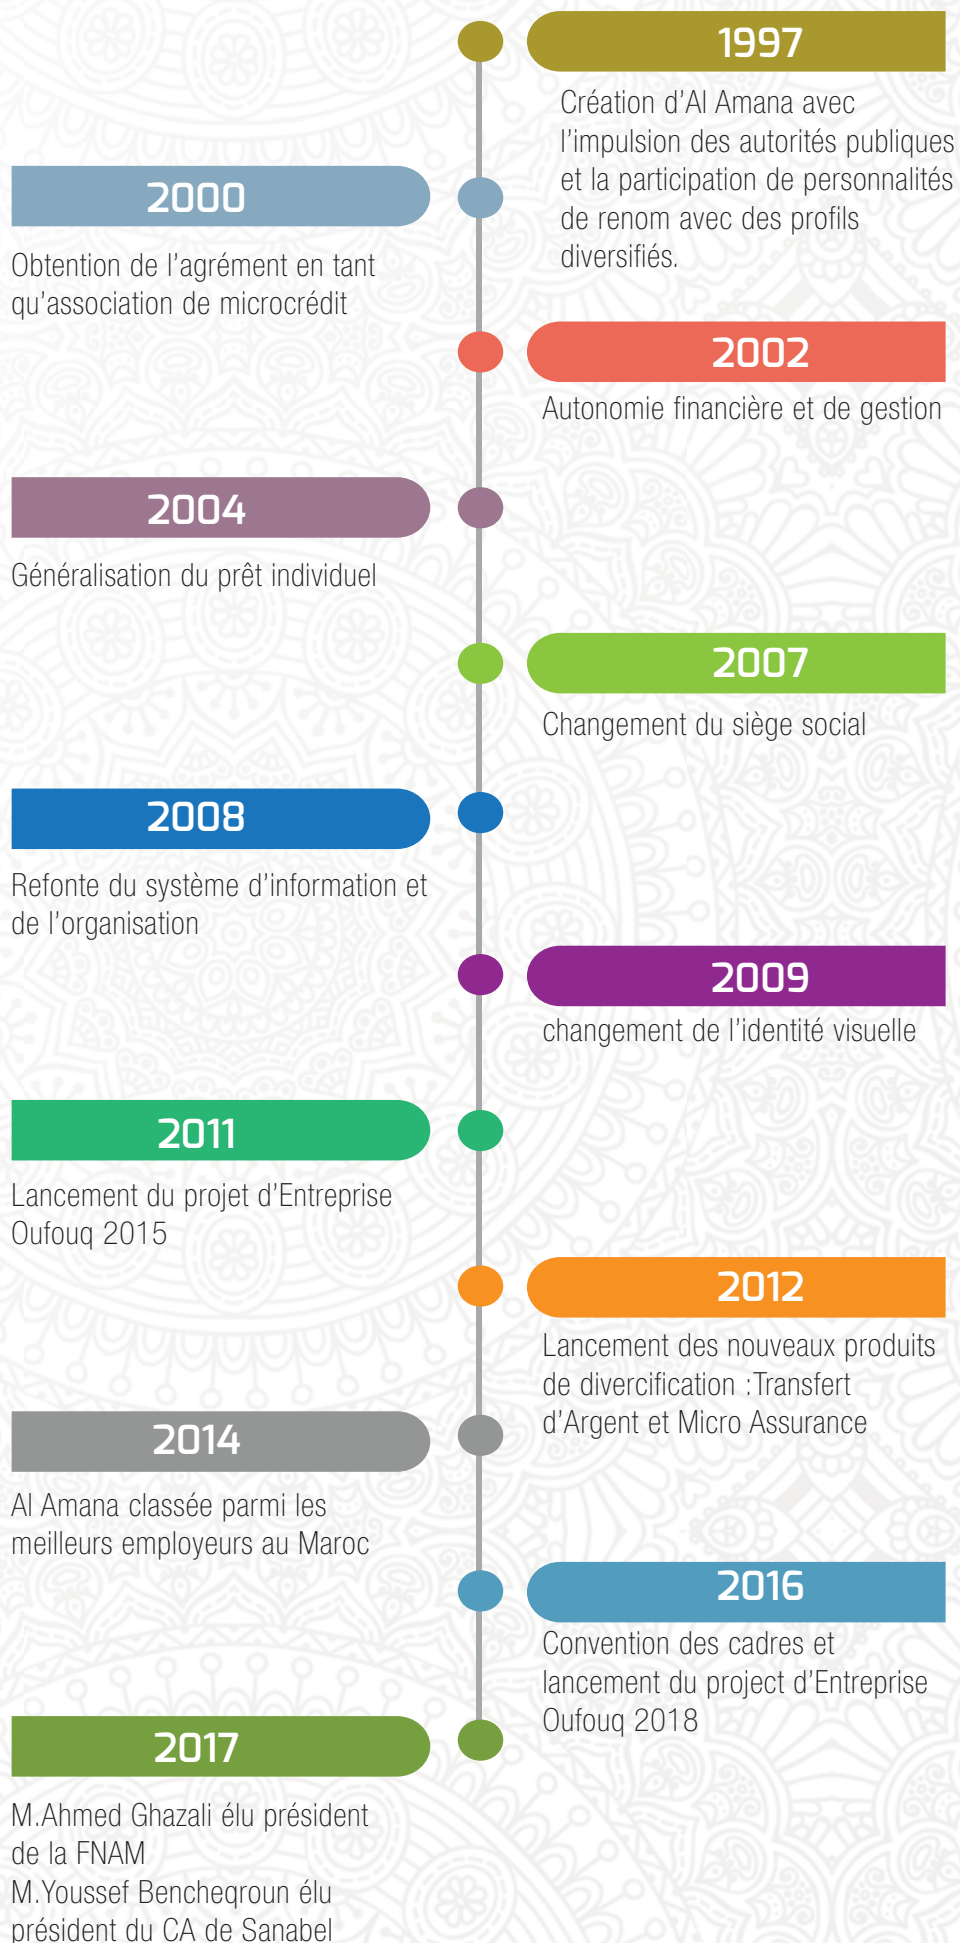 1997
Création d'Al Amana avec
l'impulsion des autorités publiques
et la participation de personnalités
de renom avec des profils
diversifiés.
2000
Obtention de l'agrément en tant
qu'association de microcrédit
2002
Autonomie financière et de gestion
2004
Généralisation du prêt individuel
2007
Changement du siège social
2008
Refonte du système d'information et
de l'organisation
2009
changement de l'identité visuelle
2011
Lancement du projet d'Entreprise
Oufouq 2015
2012
Lancement des nouveaux produits
de divercification :Transfert
d'Argent et Micro Assurance
2014
Al Amana classée parmi les
meilleurs employeurs au Maroc
2016
Convention des cadres et
lancement du project d'Entreprise
Oufouq 2018
2017
M.Ahmed Ghazali élu président
de la FNAM
M.Youssef Bencheqroun élu
président du CA de Sanabel